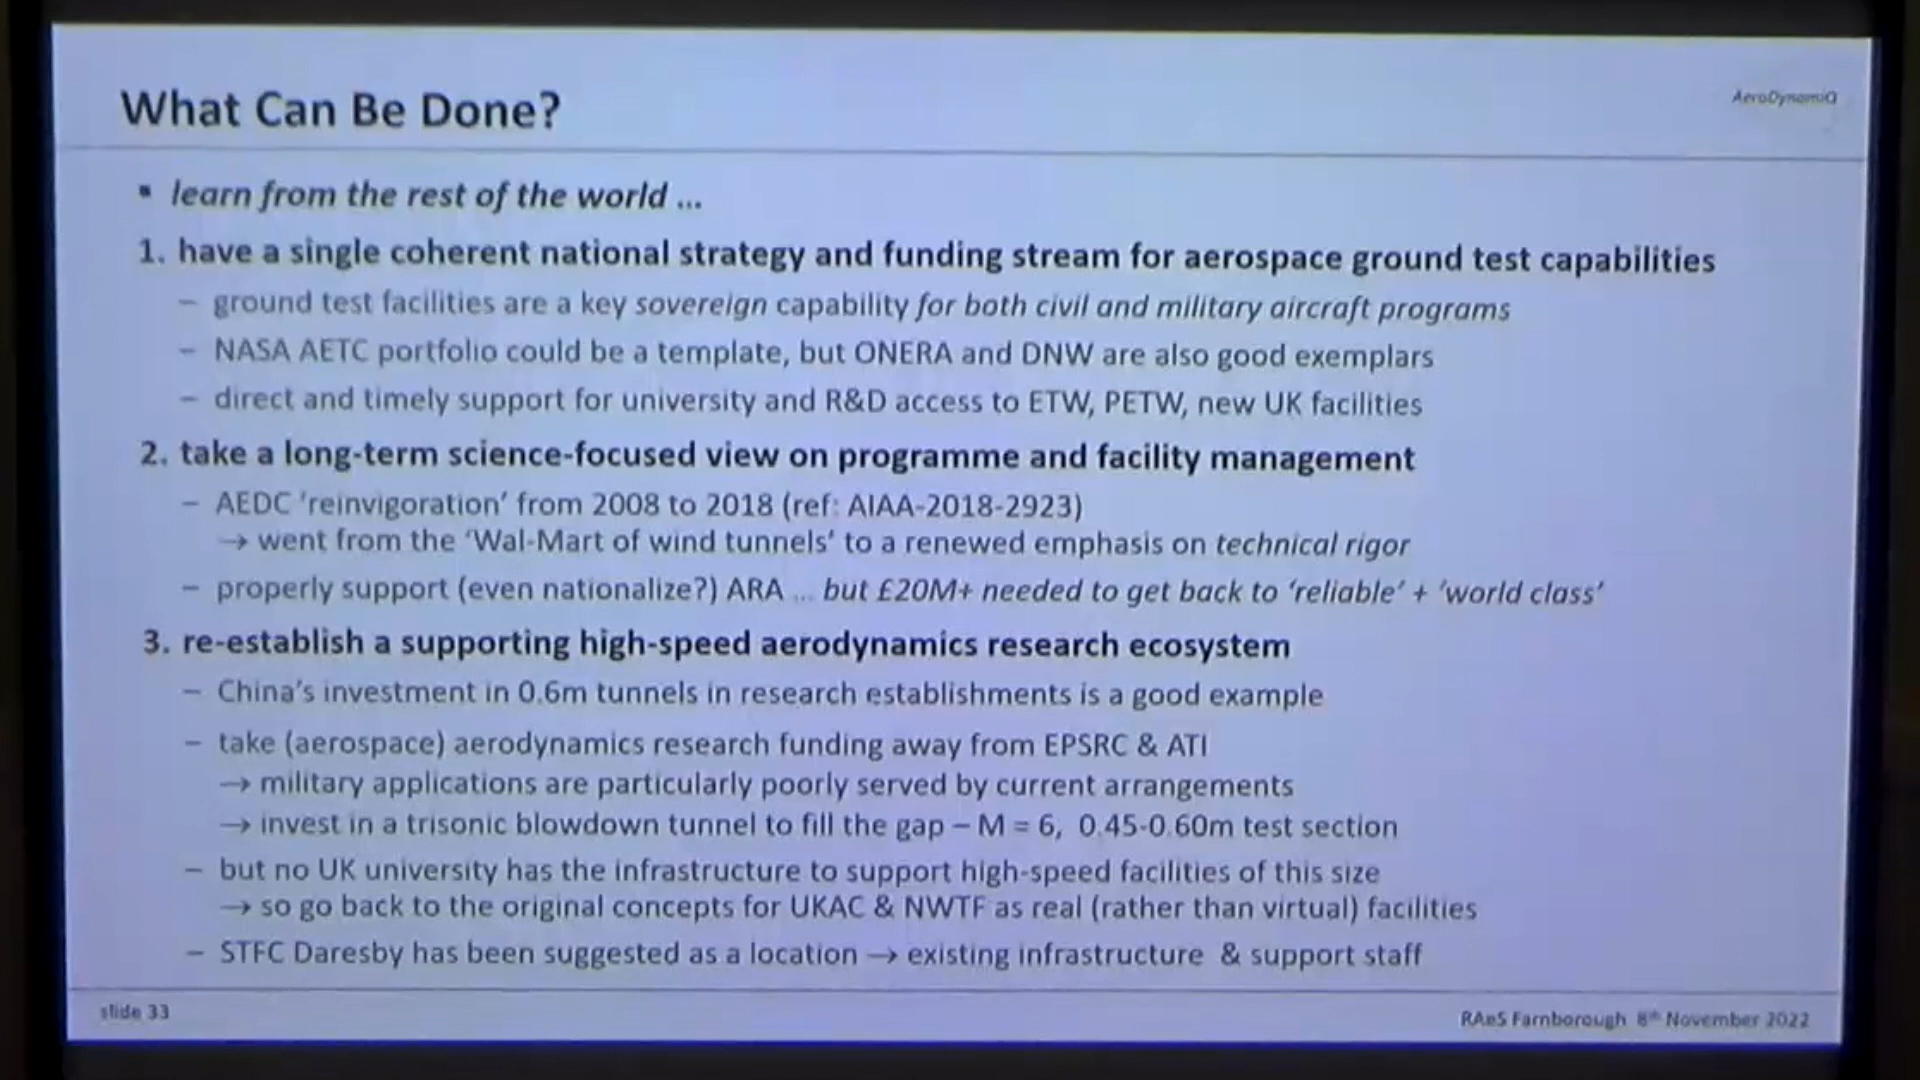 What Can Be Done?
AeroDynamiQ
▪ learn from the rest of the world ...
1. have a single coherent national strategy and funding stream for aerospace ground test capabilities
– ground test facilities are a key sovereign capability for both civil and military aircraft programs
– NASA AETC portfolio could be a template, but ONERA and DNW are also good exemplars
– direct and timely support for university and R&D access to ETW, PETW, new UK facilities
2. take a long-term science-focused view on programme and facility management
– AEDC 'reinvigoration' from 2008 to 2018 (ref: AIAA-2018-2923)
→ went from the 'Wal-Mart of wind tunnels' to a renewed emphasis on technical rigor
– properly support (even nationalize?) ARA ... but £20M+ needed to get back to 'reliable' + 'world class'
3. re-establish a supporting high-speed aerodynamics research ecosystem
– China's investment in 0.6m tunnels in research establishments is a good example
– take (aerospace) aerodynamics research funding away from EPSRC & ATI
→ military applications are particularly poorly served by current arrangements
→ invest in a trisonic blowdown tunnel to fill the gap – M = 6, 0.45-0.60m test section
– but no UK university has the infrastructure to support high-speed facilities of this size
→ so go back to the original concepts for UKAC & NWTF as real (rather than virtual) facilities
– STFC Daresby has been suggested as a location → existing infrastructure & support staff
slide 33
RAeS Farnborough 8th November 2022